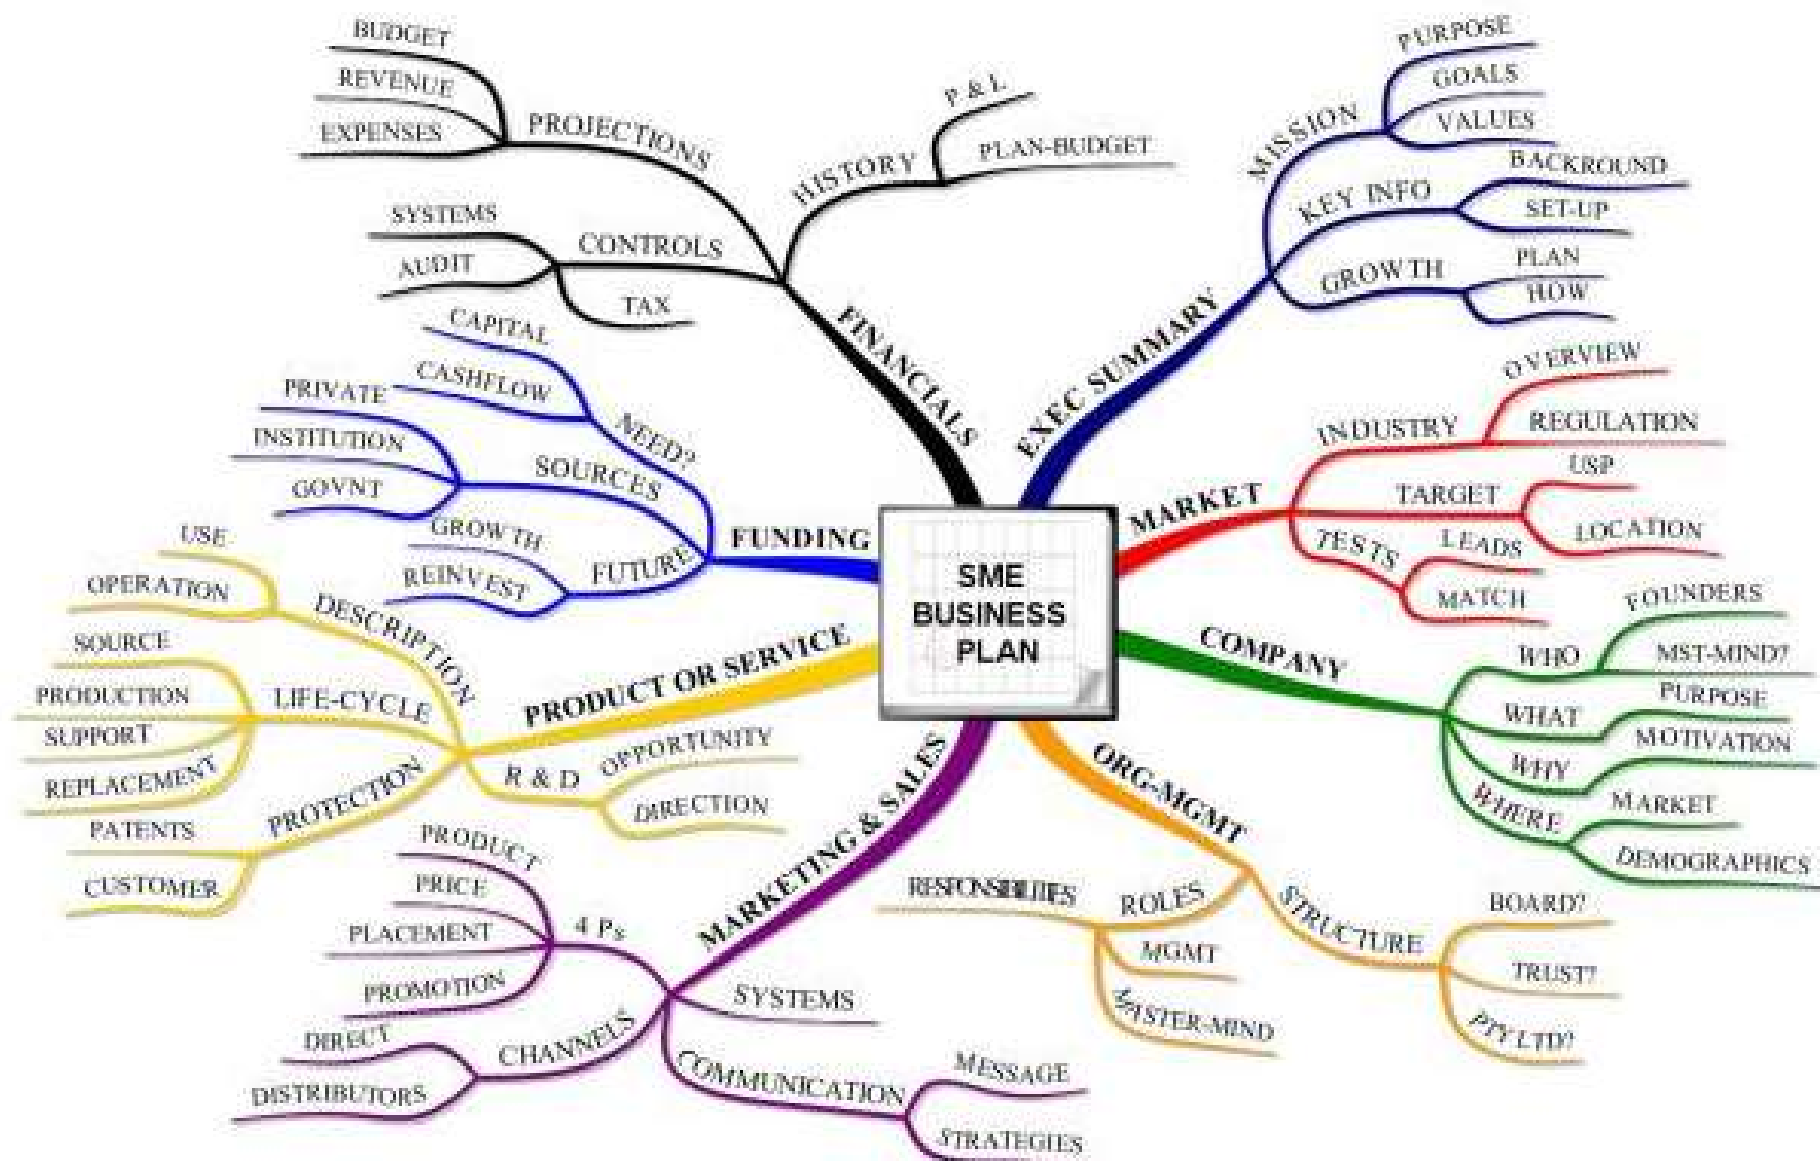 SME
BUSINESS
PLAN
EXEC SUMMARY
MISSION
PURPOSE
GOALS
VALUES
KEY INFO
BACKROUND
SET-UP
GROWTH
PLAN
HOW
MARKET
INDUSTRY
OVERVIEW
REGULATION
TARGET
USP
LOCATION
TESTS
LEADS
MATCH
COMPANY
WHO
FOUNDERS
MST-MIND?
WHAT
PURPOSE
WHY
MOTIVATION
WHERE
MARKET
DEMOGRAPHICS
ORG-MGMT
STRUCTURE
BOARD?
TRUST?
PTY LTD?
ROLES
RESPONSIBILITIES
MGMT
MASTER-MIND
MARKETING & SALES
4 Ps
PRODUCT
PRICE
PLACEMENT
PROMOTION
CHANNELS
DIRECT
DISTRIBUTORS
SYSTEMS
COMMUNICATION
MESSAGE
STRATEGIES
PRODUCT OR SERVICE
DESCRIPTION
USE
OPERATION
LIFE-CYCLE
SOURCE
PRODUCTION
SUPPORT
REPLACEMENT
PROTECTION
PATENTS
CUSTOMER
R & D
OPPORTUNITY
DIRECTION
FUNDING
NEED?
CAPITAL
CASHFLOW
SOURCES
PRIVATE
INSTITUTION
GOVNT
FUTURE
GROWTH
REINVEST
FINANCIALS
PROJECTIONS
BUDGET
REVENUE
EXPENSES
CONTROLS
SYSTEMS
AUDIT
TAX
HISTORY
P & L
PLAN-BUDGET